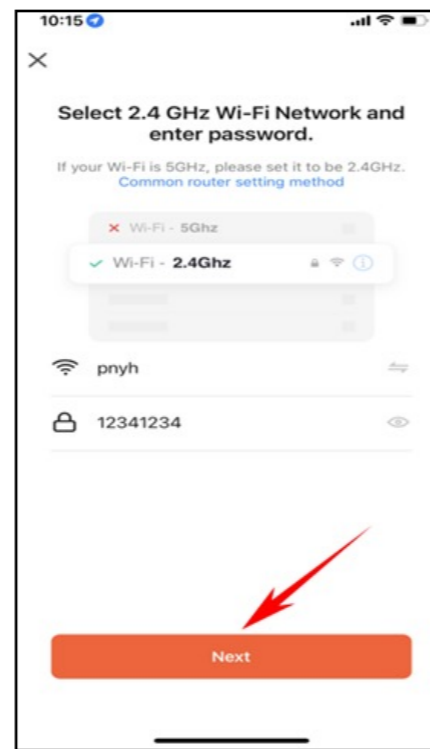 10:15
Select 2.4 GHz Wi-Fi Network and
enter password.
If your Wi-Fi is 5GHz, please set it to be 2.4GHz.
Common router setting method
Wi-Fi - 5Ghz
Wi-Fi - 2.4Ghz
pnyh
12341234
Next